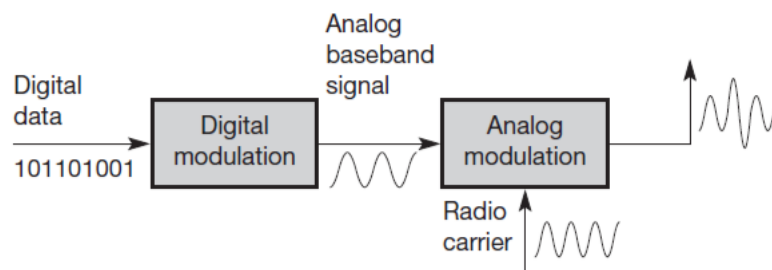 Analog
baseband
signal
Digital
data
101101001
Digital
modulation
Analog
modulation
Radio
carrier